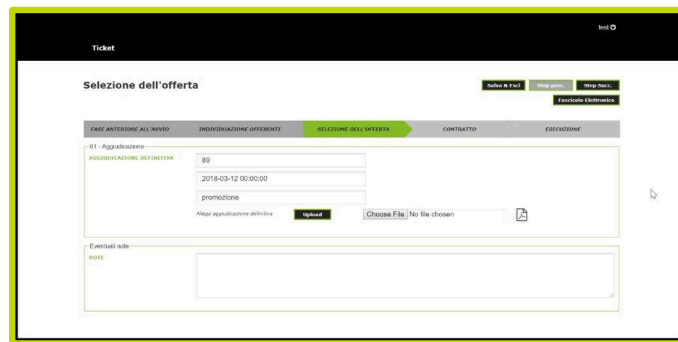 test
Ticket
Selezione dell'offerta
Salva & Esci Step prec. Step Succ.
Fascicolo Elettronico
FASE ANTERIORE ALL'AVVIO INDIVIDUAZIONE OFFERENTE SELEZIONE DELL'OFFERTA CONTRATTO ESECUZIONE
01 - Aggiudicazione
AGGIUDICAZIONE DEFINITIVA
89
2018-03-12 00:00:00
promozione
Allega aggiudicazione definitiva Upload Choose File No file chosen
Eventuali note
NOTE